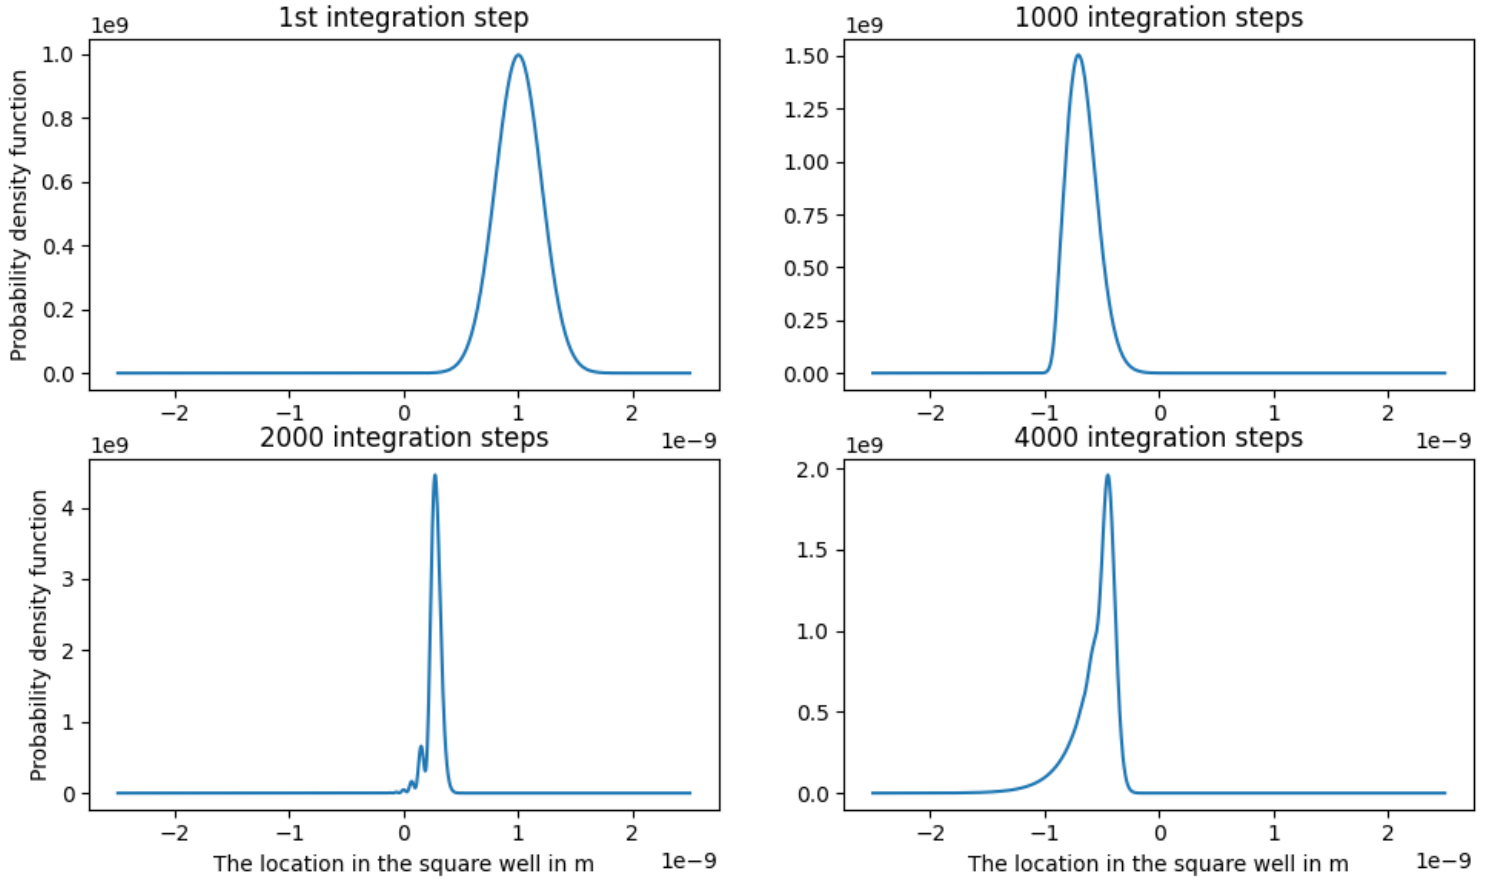 1st integration step
1e9
Probability density function
1.0
0.8
0.6
0.4
0.2
0.0
−2 −1 0 1 2
1e−9
1000 integration steps
1e9
1.50
1.25
1.00
0.75
0.50
0.25
0.00
−2 −1 0 1 2
1e−9
2000 integration steps
1e9
Probability density function
4
3
2
1
0
−2 −1 0 1 2
The location in the square well in m
1e−9
4000 integration steps
1e9
2.0
1.5
1.0
0.5
0.0
−2 −1 0 1 2
The location in the square well in m
1e−9